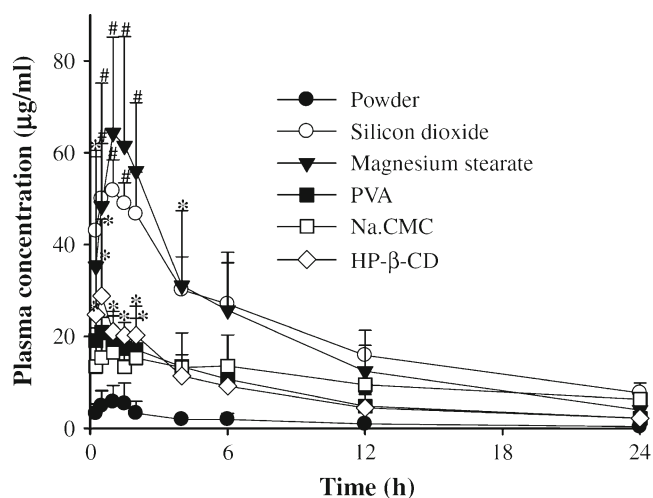 Plasma concentration (µg/ml)
80
60
40
20
0
# #
# #
#
# #
#
*
*
*
*
*
* *
* *
Powder
Silicon dioxide
Magnesium stearate
PVA
Na.CMC
HP-β-CD
0 6 12 18 24
Time (h)